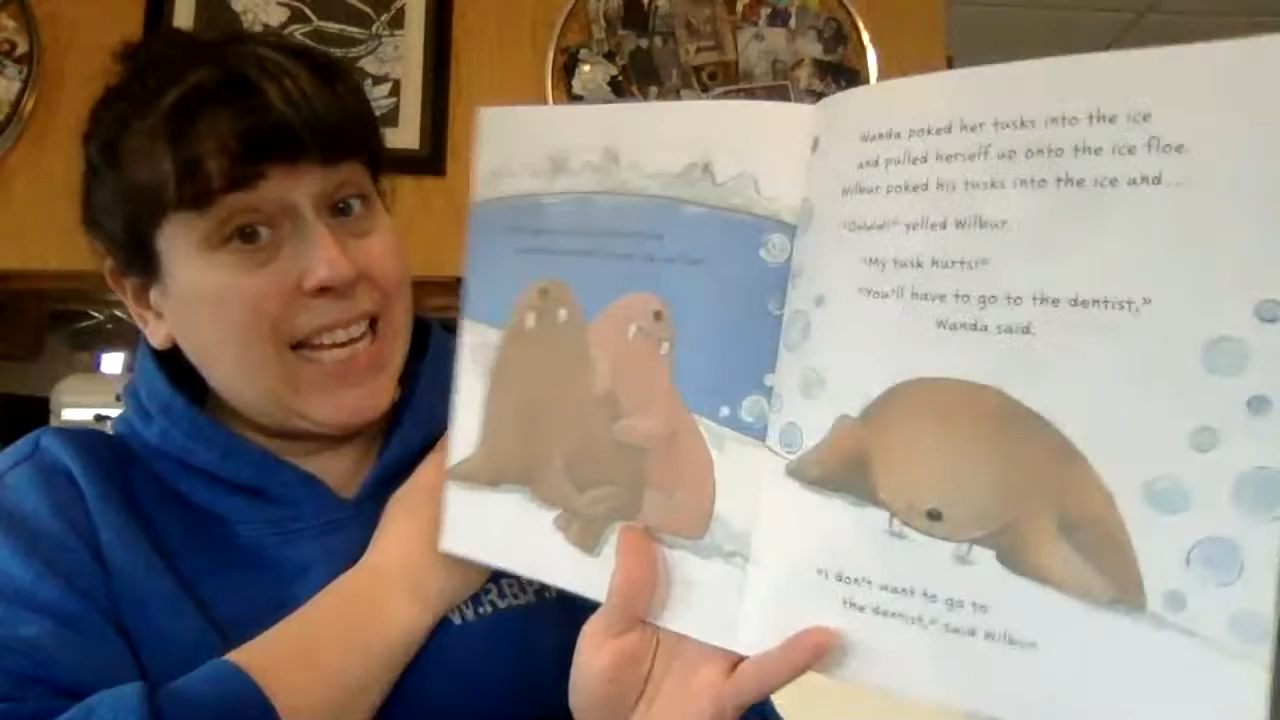 Wanda poked her tusks into the ice
and pulled herself up onto the ice floe.
Wilbur poked his tusks into the ice and...
yelled Wilbur.
"My tusk hurts!"
"You'll have to go to the dentist,"
Wanda said.
"I don't want to go to
the dentist," said Wilbur.